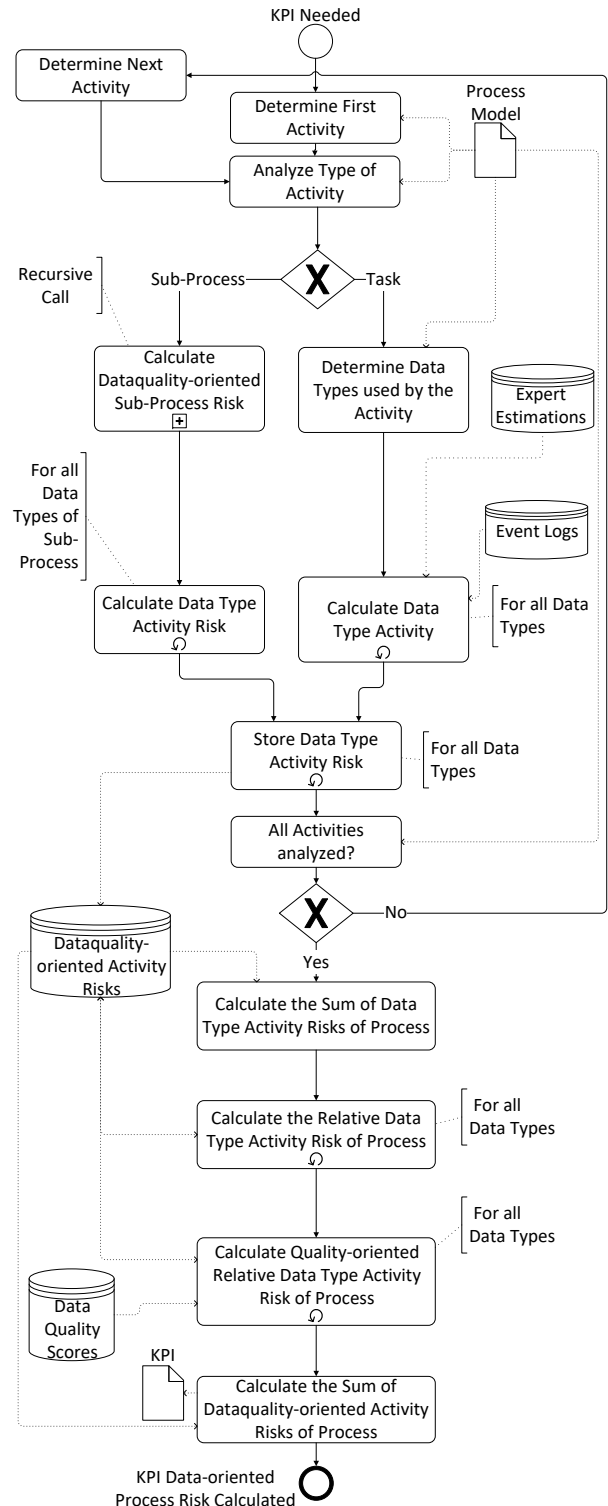 KPI Needed
Determine Next
Activity
Determine First
Activity
Process
Model
Analyze Type of
Activity
Sub-Process
X
Task
Recursive
Call
Calculate
Dataquality-oriented
Sub-Process Risk
Determine Data
Types used by the
Activity
Expert
Estimations
For all
Data
Types of
Sub-
Process
Event Logs
Calculate Data Type
Activity Risk
Calculate Data
Type Activity
For all Data
Types
Store Data Type
Activity Risk
For all Data
Types
All Activities
analyzed?
X
No
Yes
Dataquality-
oriented Activity
Risks
Calculate the Sum of Data
Type Activity Risks of Process
Calculate the Relative Data
Type Activity Risk of Process
For all
Data Types
Calculate Quality-oriented
Relative Data Type Activity
Risk of Process
For all
Data Types
Data
Quality
Scores
KPI
Calculate the Sum of
Dataquality-oriented Activity
Risks of Process
KPI Data-oriented
Process Risk Calculated